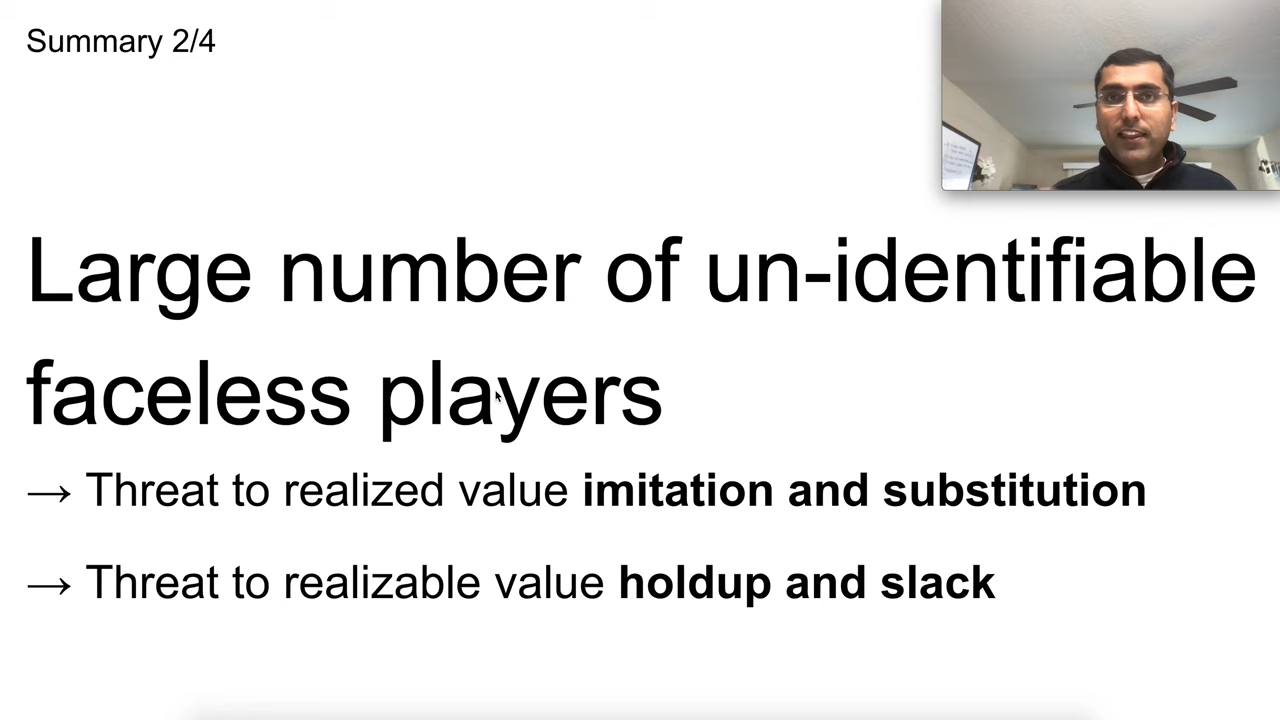 Summary 2/4
Large number of un-identifiable
faceless players
→ Threat to realized value imitation and substitution
→ Threat to realizable value holdup and slack